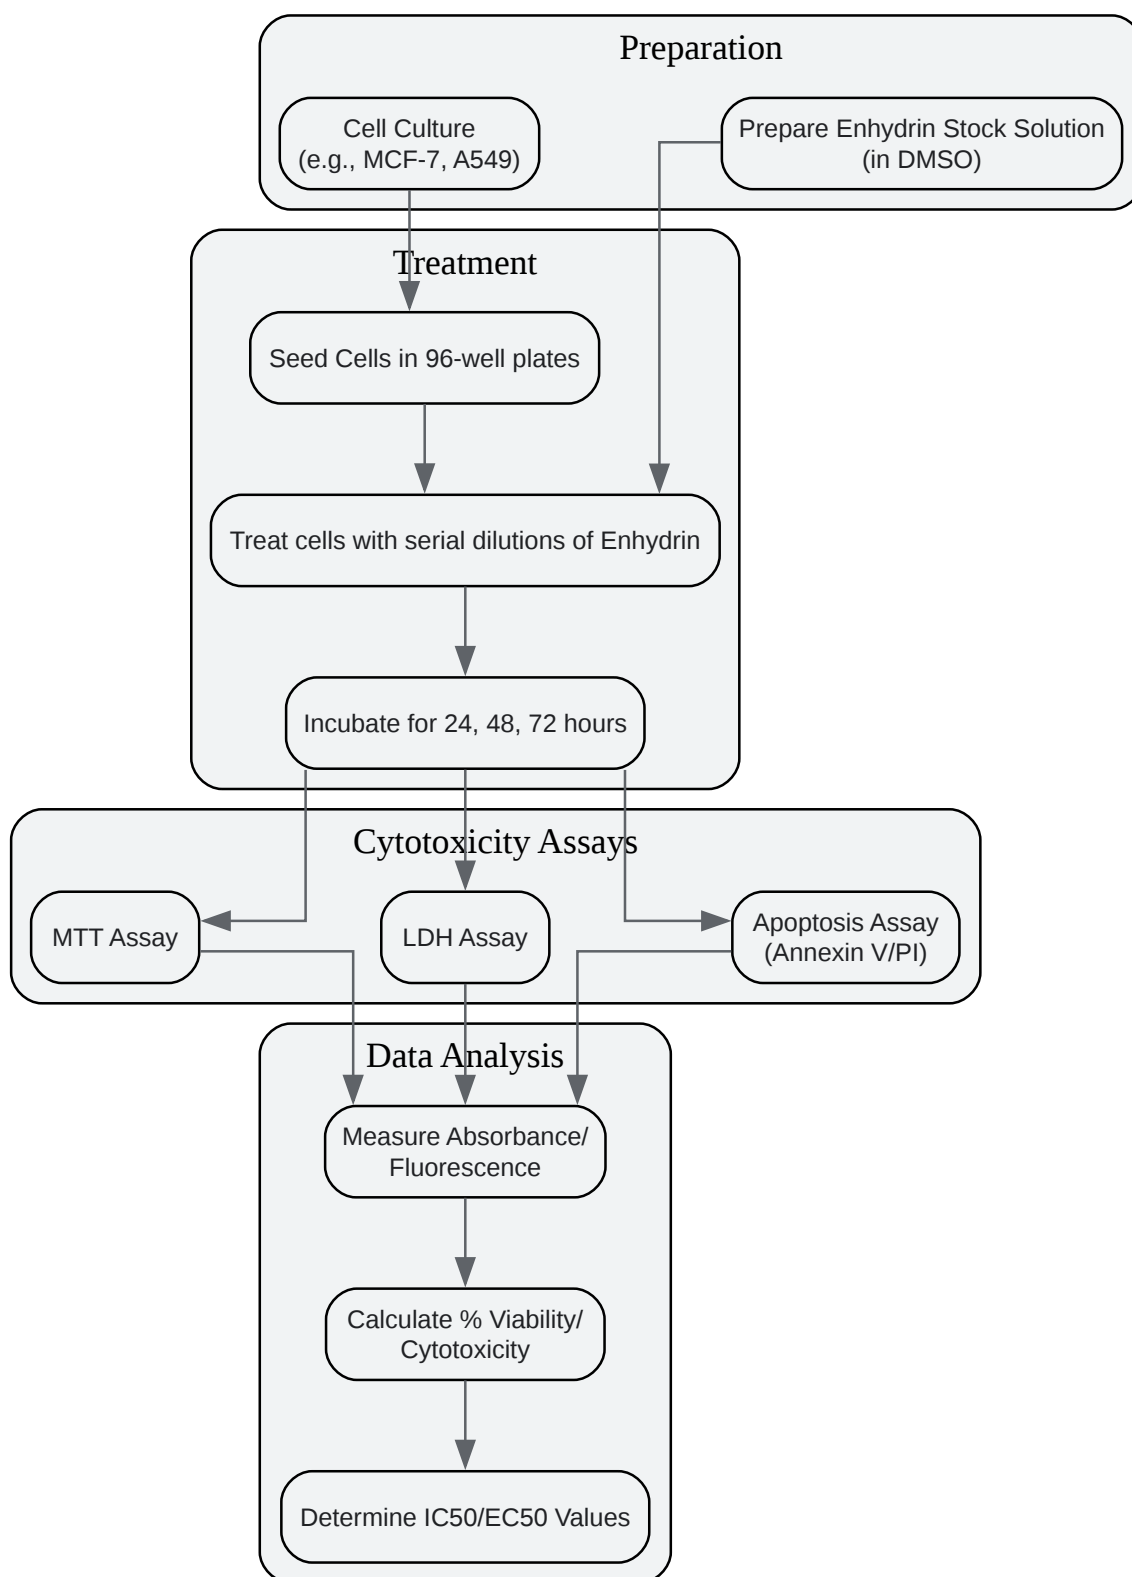 Preparation
Cell Culture
(e.g., MCF-7, A549)
Prepare Enhydrin Stock Solution
(in DMSO)
Treatment
Seed Cells in 96-well plates
Treat cells with serial dilutions of Enhydrin
Incubate for 24, 48, 72 hours
Cytotoxicity Assays
MTT Assay
LDH Assay
Apoptosis Assay
(Annexin V/PI)
Data Analysis
Measure Absorbance/
Fluorescence
Calculate % Viability/
Cytotoxicity
Determine IC50/EC50 Values